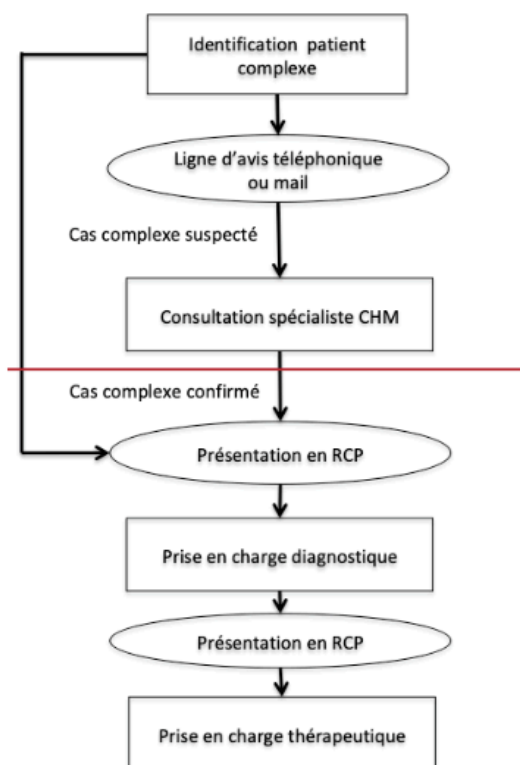 Identification patient
complexe
Ligne d'avis téléphonique
ou mail
Cas complexe suspecté
Consultation spécialiste CHM
Cas complexe confirmé
Présentation en RCP
Prise en charge diagnostique
Présentation en RCP
Prise en charge thérapeutique